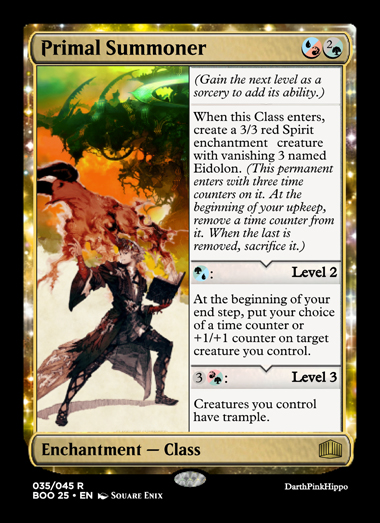 Primal Summoner
2
(Gain the next level as a
sorcery to add its ability.)
When this Class enters,
create a 3/3 red Spirit
enchantment creature
with vanishing 3 named
Eidolon. (This permanent
enters with three time
counters on it. At the
beginning of your upkeep,
remove a time counter from
it. When the last is
removed, sacrifice it.)
: Level 2
At the beginning of your
end step, put your choice
of a time counter or
+1/+1 counter on target
creature you control.
3 : Level 3
Creatures you control
have trample.
Enchantment — Class
035/045 R
BOO 25 • EN Square Enix
DarthPinkHippo